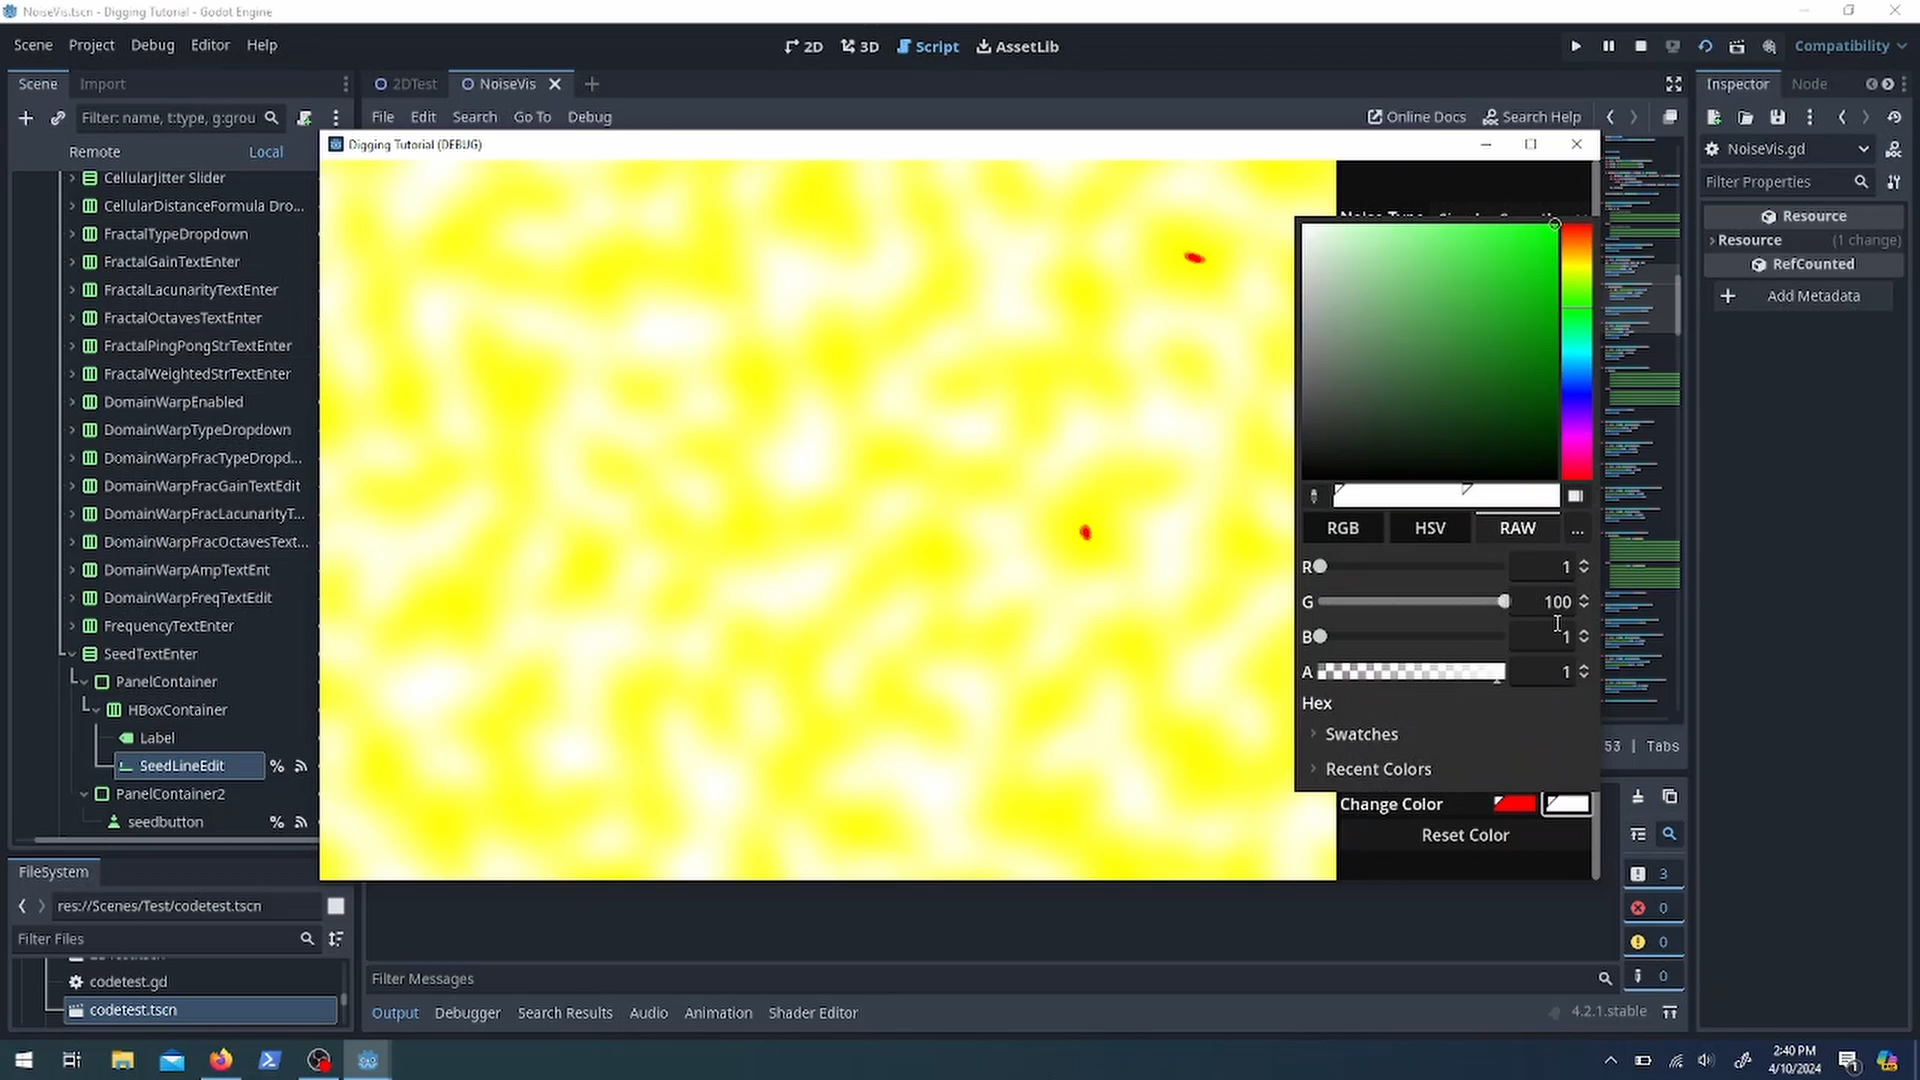 NoiseVis.tscn - Digging Tutorial - Godot Engine
Scene Project Debug Editor Help
2D 3D Script AssetLib
Compatibility
Scene Import
2DTest NoiseVis
Inspector Node
Filter: name, t:type, g:grou
File Edit Search Go To Debug
Online Docs Search Help
Remote Local
Digging Tutorial (DEBUG)
NoiseVis.gd
Filter Properties
Resource
Resource (1 change)
RefCounted
Add Metadata
CellularJitter Slider
CellularDistanceFormula Dro...
FractalTypeDropdown
FractalGainTextEnter
FractalLacunarityTextEnter
FractalOctavesTextEnter
FractalPingPongStrTextEnter
FractalWeightedStrTextEnter
DomainWarpEnabled
DomainWarpTypeDropdown
DomainWarpFracTypeDropd...
DomainWarpFracGainTextEdit
DomainWarpFracLacunarityT...
DomainWarpFracOctavesText...
DomainWarpAmpTextEnt
DomainWarpFreqTextEdit
FrequencyTextEnter
SeedTextEnter
PanelContainer
HBoxContainer
Label
SeedLineEdit
PanelContainer2
seedbutton
RGB HSV RAW ...
R 1
G 100
B 1
A 1
Hex
Swatches
Recent Colors
Change Color
Reset Color
53 | Tabs
3
0
0
0
FileSystem
res://Scenes/Test/codetest.tscn
Filter Files
codetest.gd
codetest.tscn
Filter Messages
Output Debugger Search Results Audio Animation Shader Editor
4.2.1.stable
2:40 PM
4/10/2024
1